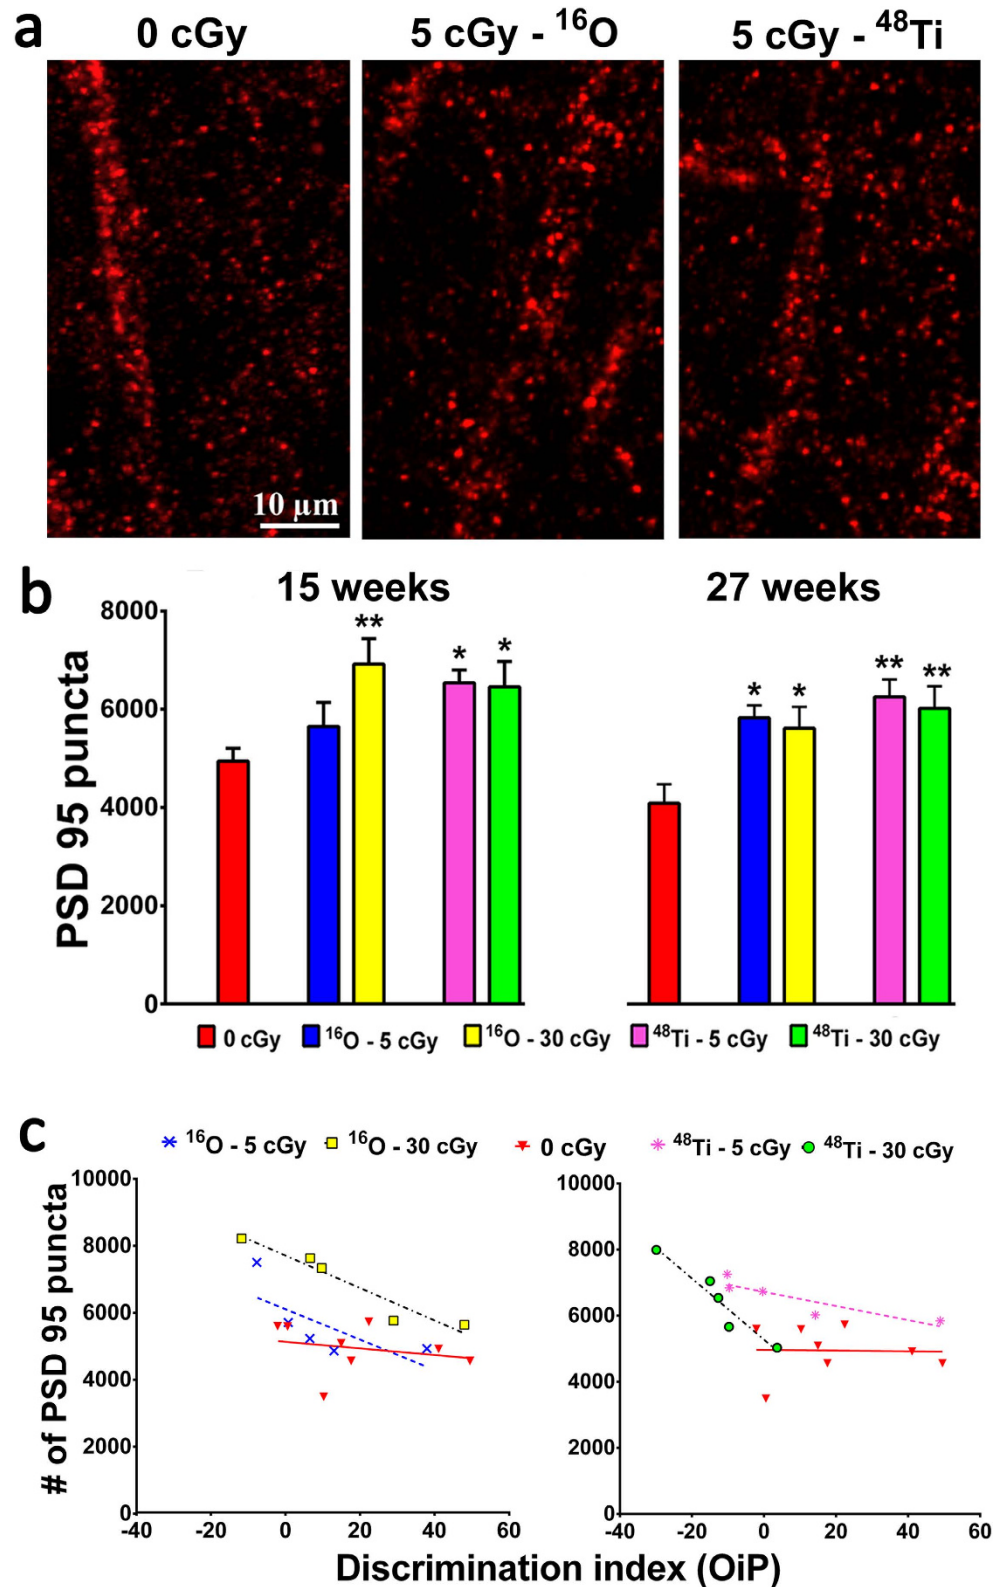 a 0 cGy 5 cGy - ¹⁶O 5 cGy - ⁴⁸Ti
10 µm
b 15 weeks 27 weeks
PSD 95 puncta
8000
6000
4000
2000
0
** * * * * ** **
0 cGy ¹⁶O - 5 cGy ¹⁶O - 30 cGy ⁴⁸Ti - 5 cGy ⁴⁸Ti - 30 cGy
c ¹⁶O - 5 cGy ¹⁶O - 30 cGy 0 cGy ⁴⁸Ti - 5 cGy ⁴⁸Ti - 30 cGy
# of PSD 95 puncta
10000
8000
6000
4000
2000
0
-40 -20 0 20 40 60
10000
8000
6000
4000
2000
0
-40 -20 0 20 40 60
Discrimination index (OiP)